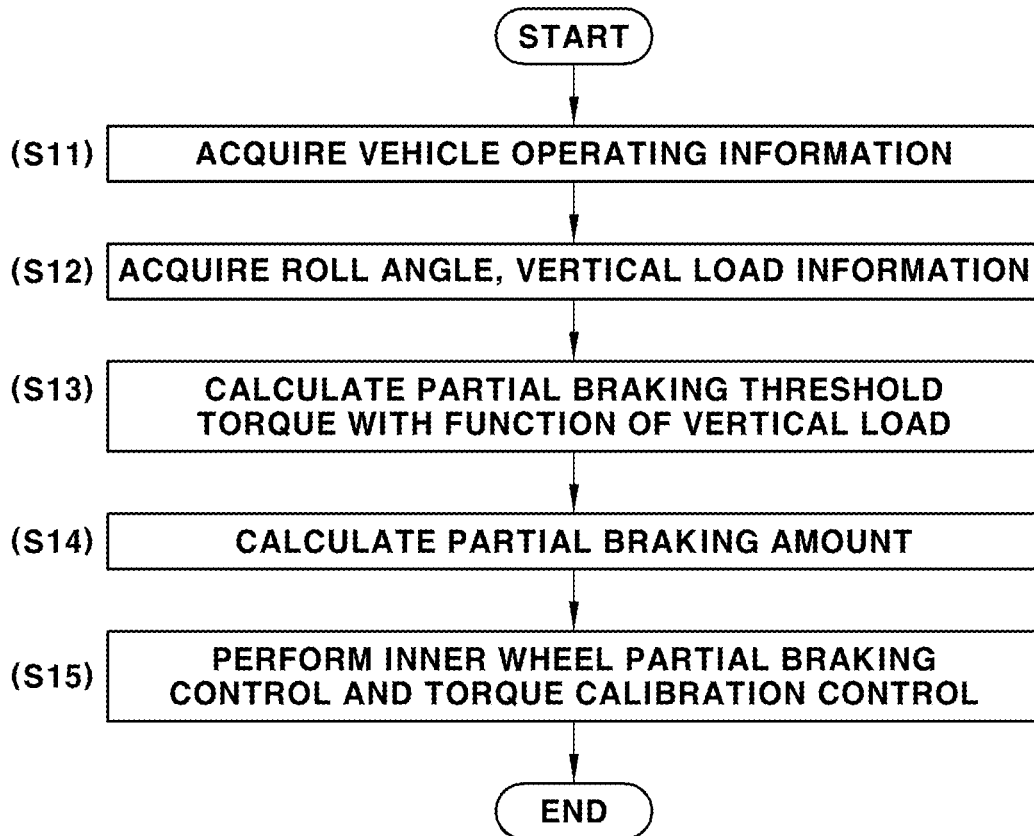 START
(S11) ACQUIRE VEHICLE OPERATING INFORMATION
(S12) ACQUIRE ROLL ANGLE, VERTICAL LOAD INFORMATION
(S13) CALCULATE PARTIAL BRAKING THRESHOLD
TORQUE WITH FUNCTION OF VERTICAL LOAD
(S14) CALCULATE PARTIAL BRAKING AMOUNT
(S15) PERFORM INNER WHEEL PARTIAL BRAKING
CONTROL AND TORQUE CALIBRATION CONTROL
END